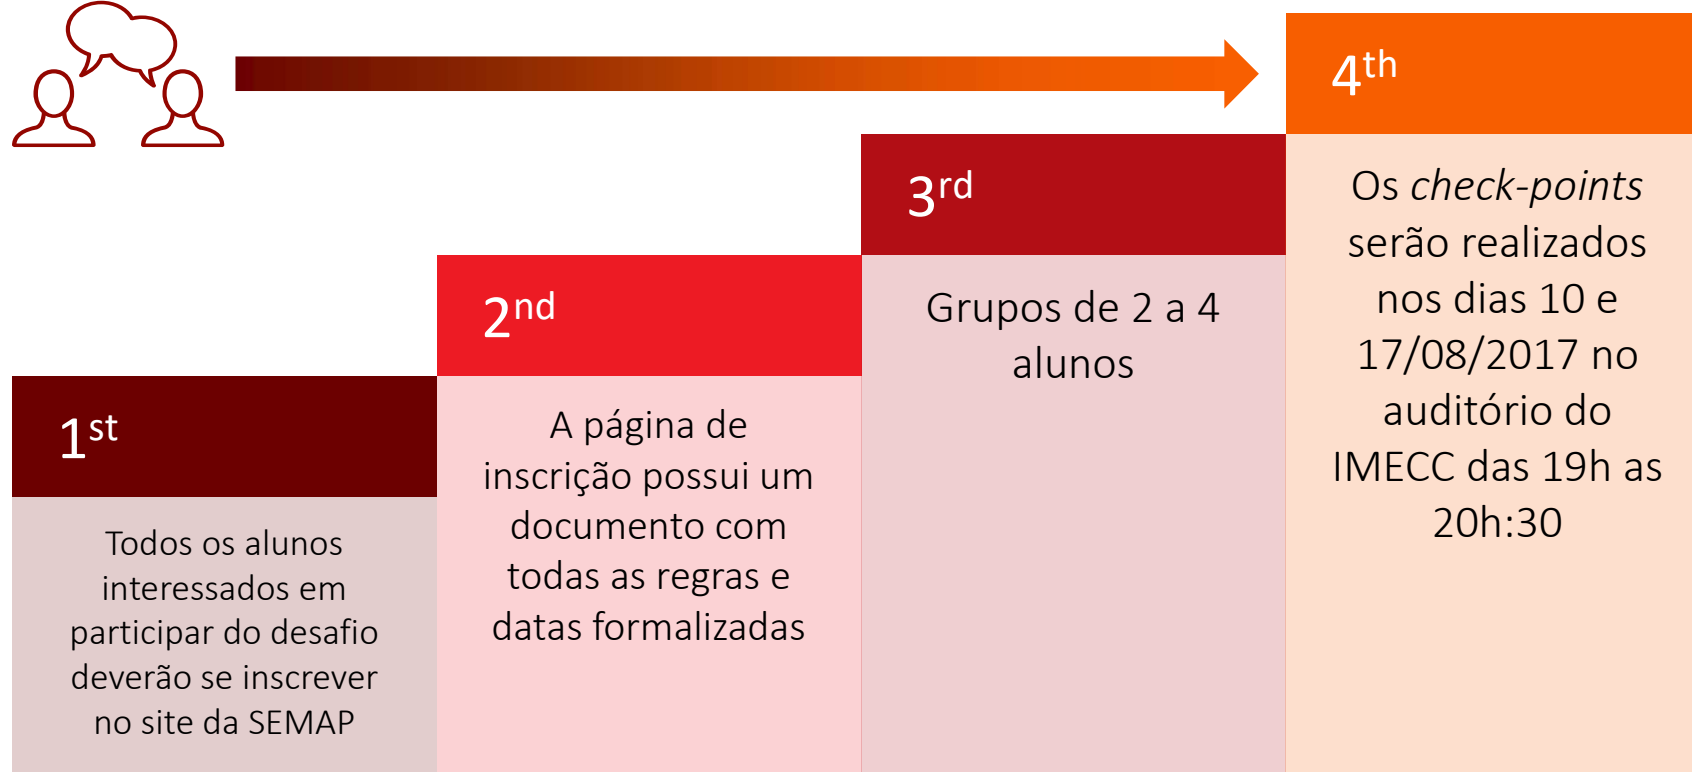 1st
Todos os alunos
interessados em
participar do desafio
deverão se inscrever
no site da SEMAP
2nd
A página de
inscrição possui um
documento com
todas as regras e
datas formalizadas
3rd
Grupos de 2 a 4
alunos
4th
Os check-points
serão realizados
nos dias 10 e
17/08/2017 no
auditório do
IMECC das 19h as
20h:30